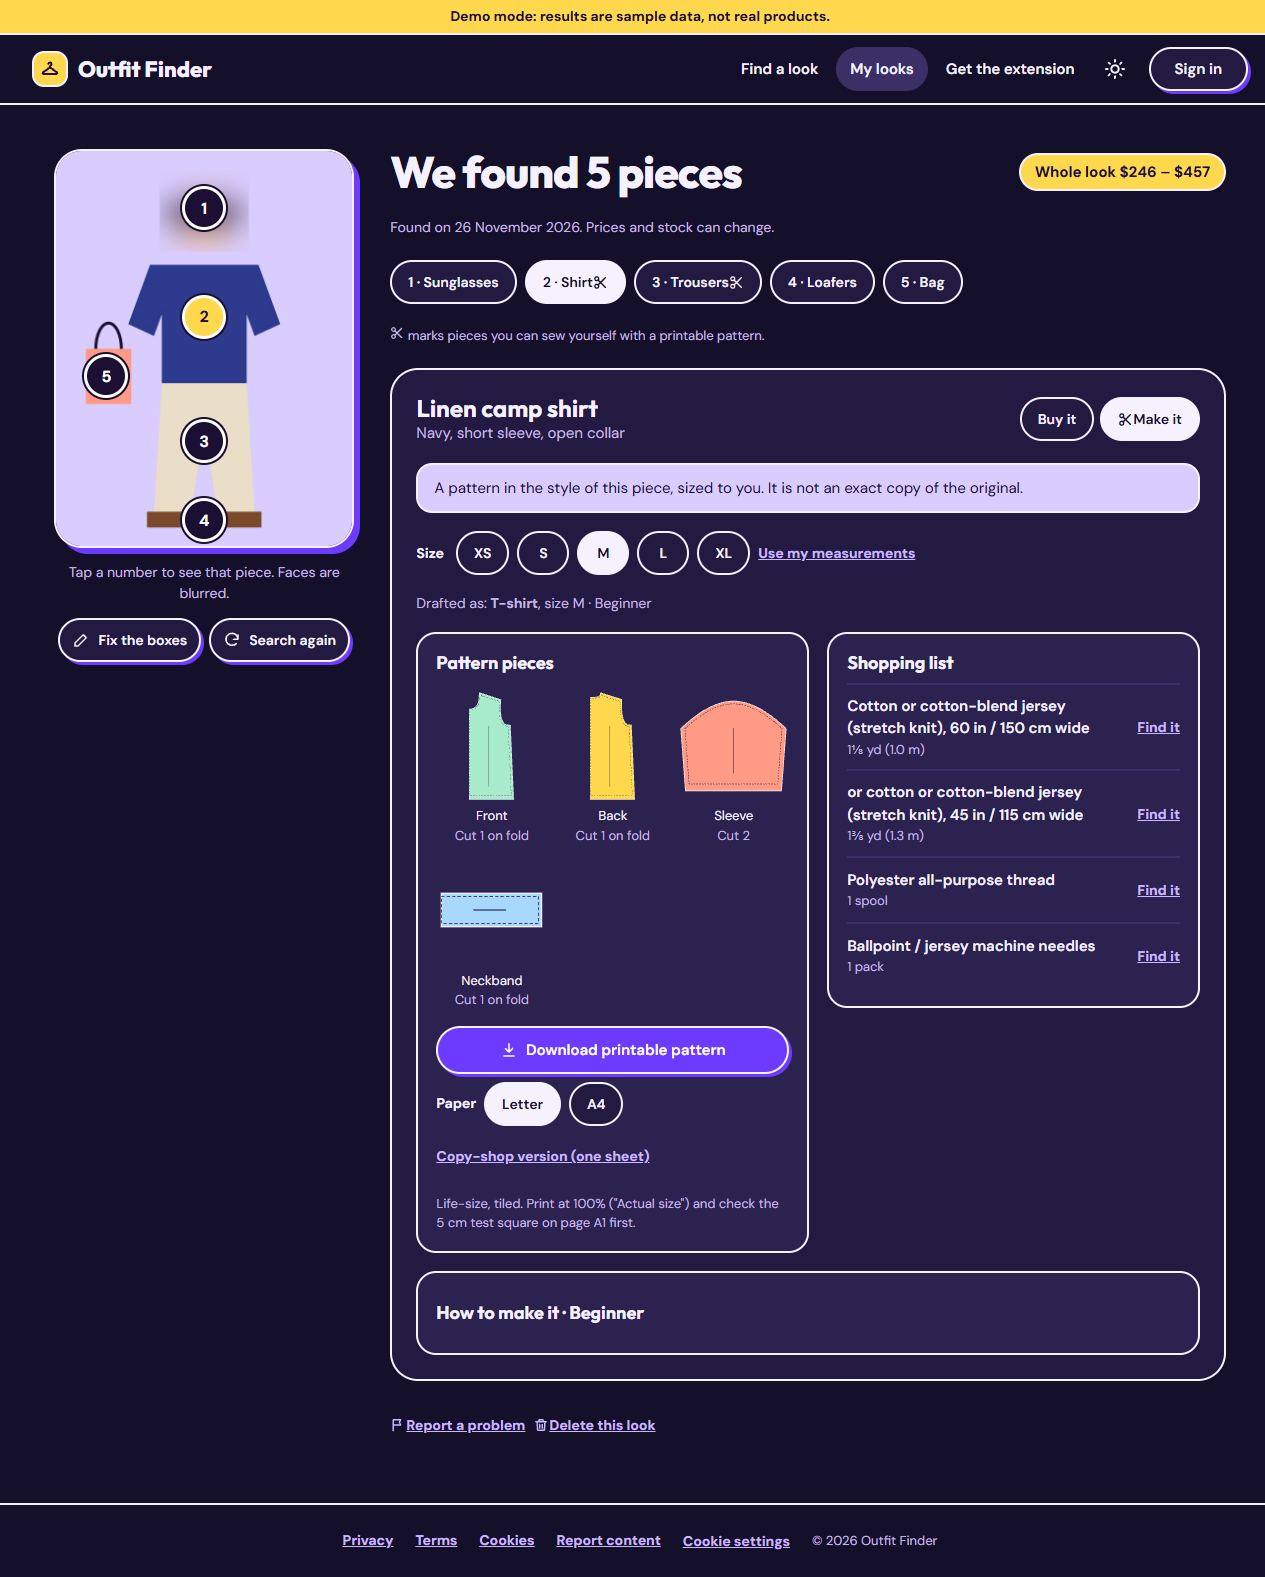 Demo mode: results are sample data, not real products.
Outfit Finder
Find a look
My looks
Get the extension
Sign in
1
2
5
3
4
Tap a number to see that piece. Faces are
blurred.
Fix the boxes
Search again
We found 5 pieces
Whole look $246 – $457
Found on 26 November 2026. Prices and stock can change.
1 · Sunglasses
2 · Shirt
3 · Trousers
4 · Loafers
5 · Bag
marks pieces you can sew yourself with a printable pattern.
Linen camp shirt
Navy, short sleeve, open collar
Buy it
Make it
A pattern in the style of this piece, sized to you. It is not an exact copy of the original.
Size
XS
S
M
L
XL
Use my measurements
Drafted as: T-shirt, size M · Beginner
Pattern pieces
Front
Cut 1 on fold
Back
Cut 1 on fold
Sleeve
Cut 2
Neckband
Cut 1 on fold
Download printable pattern
Paper
Letter
A4
Copy-shop version (one sheet)
Life-size, tiled. Print at 100% ("Actual size") and check the
5 cm test square on page A1 first.
Shopping list
Cotton or cotton-blend jersey
(stretch knit), 60 in / 150 cm wide
1⅛ yd (1.0 m)
Find it
or cotton or cotton-blend jersey
(stretch knit), 45 in / 115 cm wide
1⅜ yd (1.3 m)
Find it
Polyester all-purpose thread
1 spool
Find it
Ballpoint / jersey machine needles
1 pack
Find it
How to make it · Beginner
Report a problem
Delete this look
Privacy
Terms
Cookies
Report content
Cookie settings
© 2026 Outfit Finder